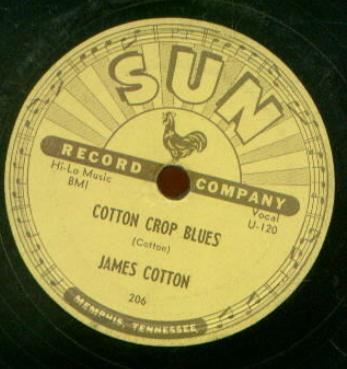 SUN
RECORD COMPANY
Hi-Lo Music
BMI
Vocal
U-120
COTTON CROP BLUES
(Cotton)
JAMES COTTON
206
MEMPHIS, TENNESSEE